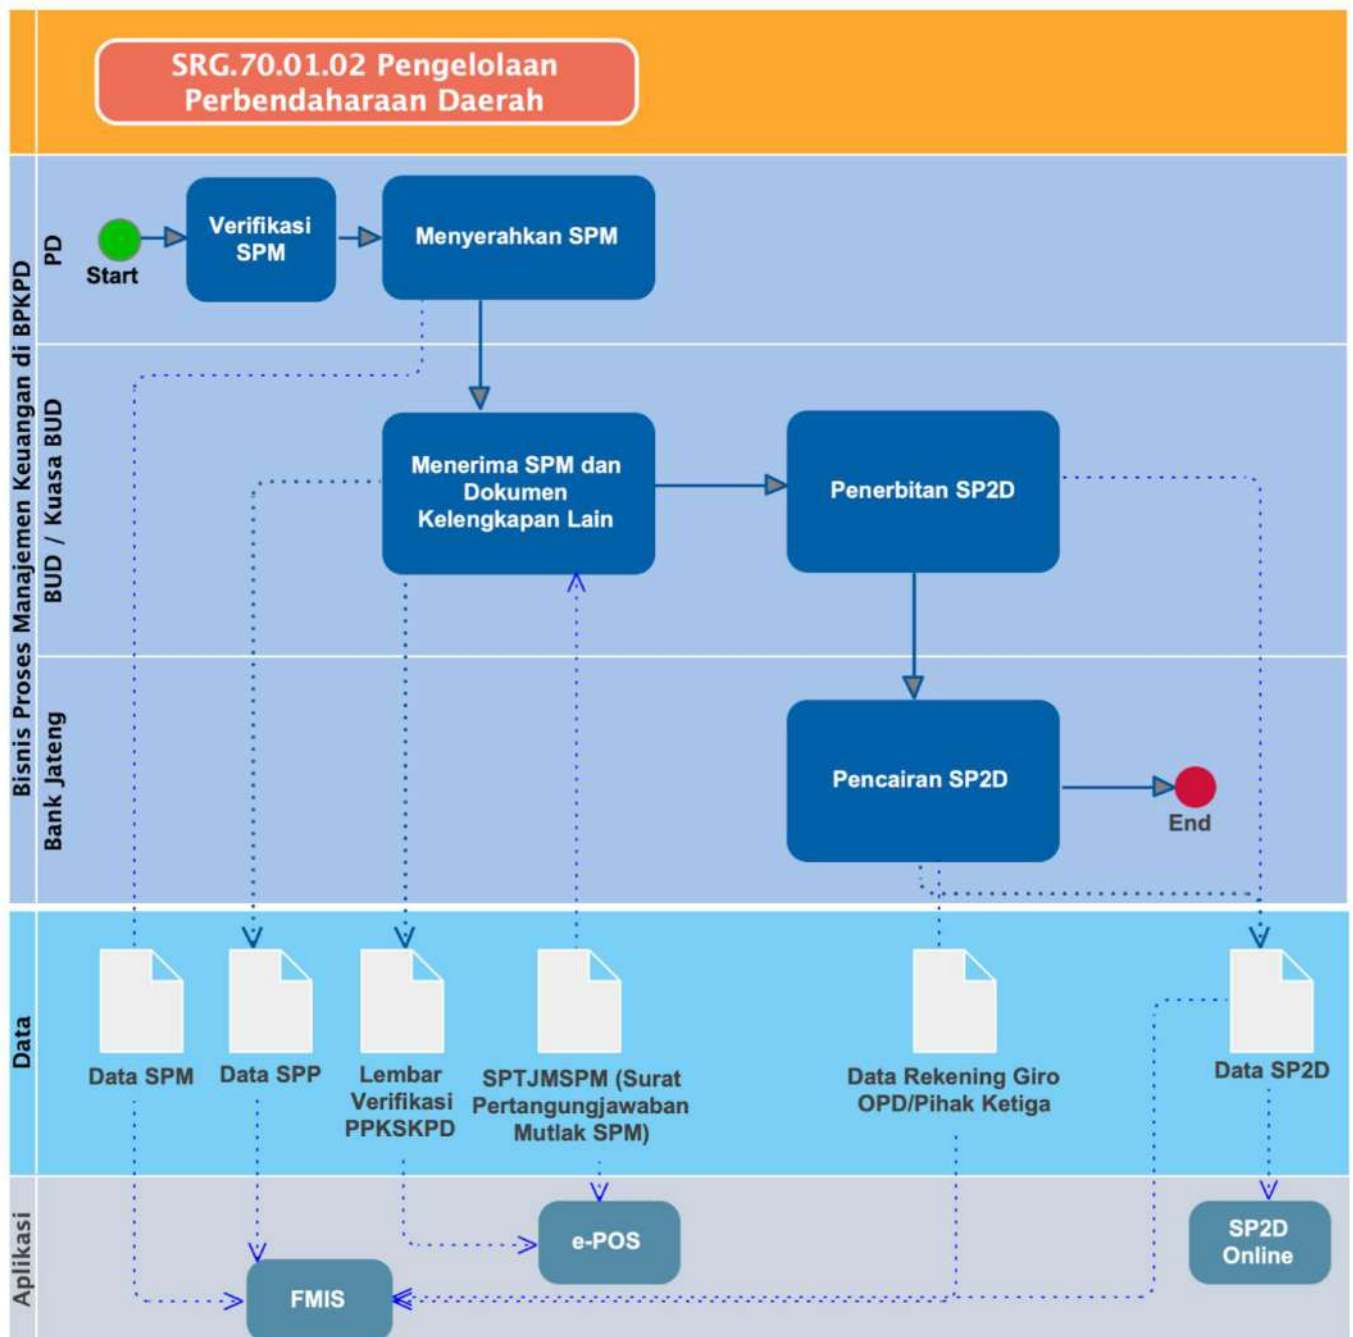 SRG.70.01.02 Pengelolaan
Perbendaharaan Daerah
Bisnis Proses Manajemen Keuangan di BPKPD
PD
Start
Verifikasi
SPM
Menyerahkan SPM
BUD / Kuasa BUD
Menerima SPM dan
Dokumen
Kelengkapan Lain
Penerbitan SP2D
Bank Jateng
Pencairan SP2D
End
Data
Data SPM
Data SPP
Lembar
Verifikasi
PPKSKPD
SPTJMSPM (Surat
Pertangungjawaban
Mutlak SPM)
Data Rekening Giro
OPD/Pihak Ketiga
Data SP2D
Aplikasi
FMIS
e-POS
SP2D
Online